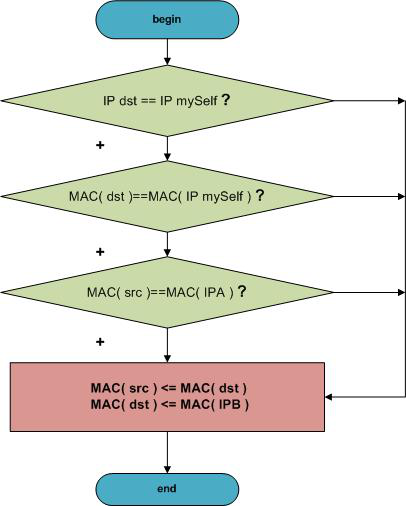 begin
IP dst == IP mySelf ?
+
MAC( dst )==MAC( IP mySelf ) ?
+
MAC( src )==MAC( IPA ) ?
+
MAC( src ) <= MAC( dst )
MAC( dst ) <= MAC( IPB )
end